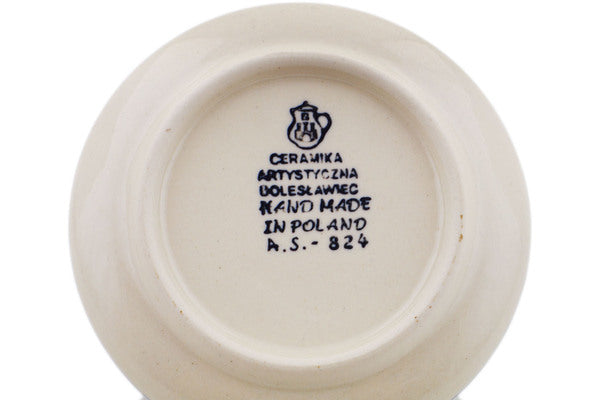 CERAMIKA
ARTYSTYCZNA
BOLESŁAWIEC
HAND MADE
IN POLAND
A.S.- 824